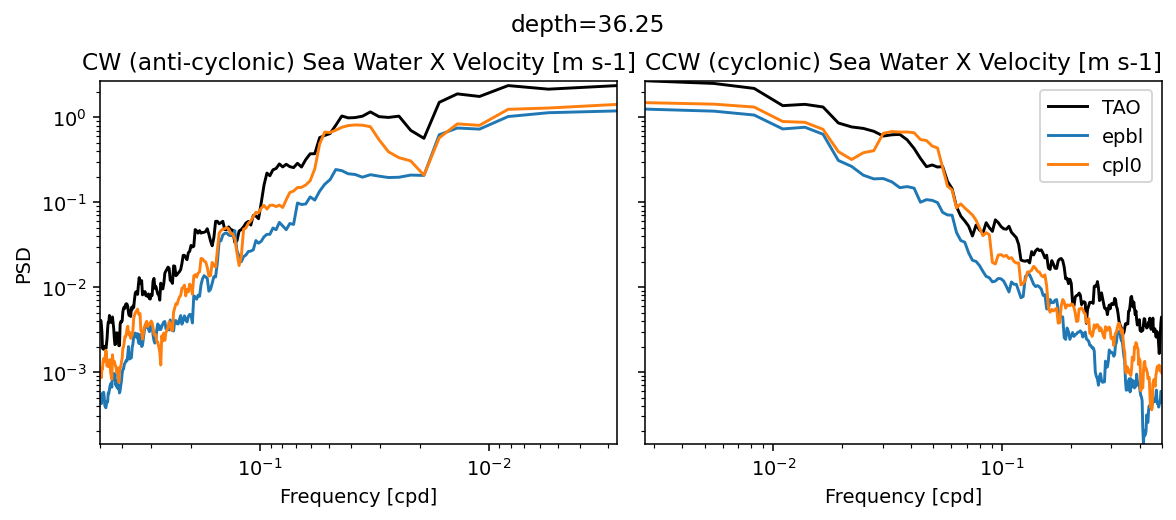 depth=36.25
CW (anti-cyclonic) Sea Water X Velocity [m s-1]
CCW (cyclonic) Sea Water X Velocity [m s-1]
PSD
10⁰
10⁻¹
10⁻²
10⁻³
TAO
epbl
cpl0
10⁻¹
10⁻²
10⁻²
10⁻¹
Frequency [cpd]
Frequency [cpd]